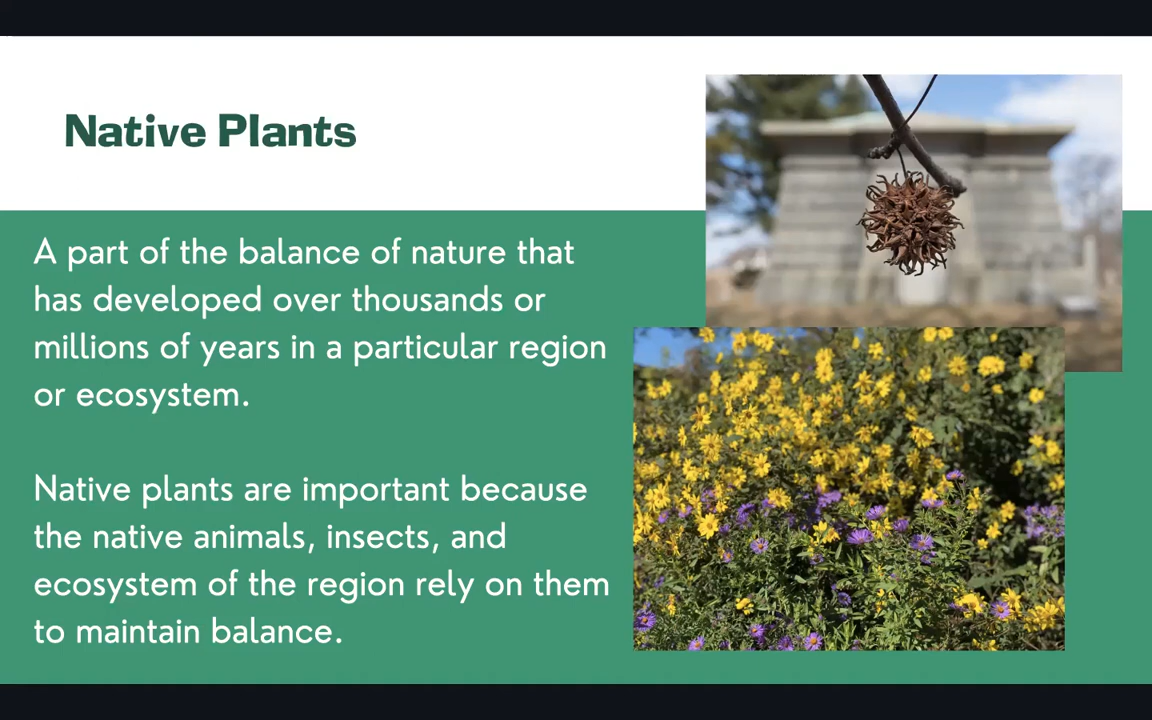 Native Plants
A part of the balance of nature that
has developed over thousands or
millions of years in a particular region
or ecosystem.
Native plants are important because
the native animals, insects, and
ecosystem of the region rely on them
to maintain balance.